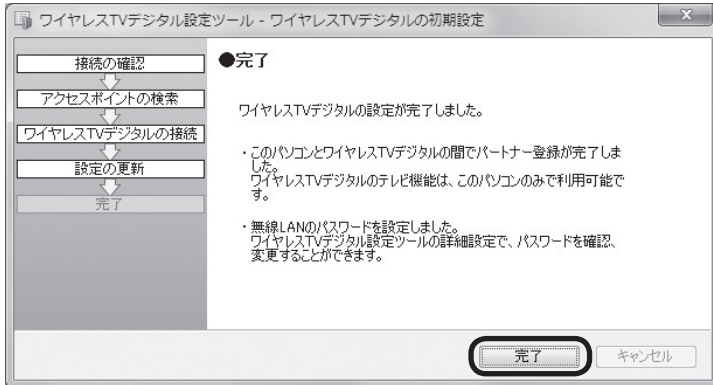 ワイヤレスTVデジタル設定ツール - ワイヤレスTVデジタルの初期設定
x
接続の確認
アクセスポイントの検索
ワイヤレスTVデジタルの接続
設定の更新
完了
●完了
ワイヤレスTVデジタルの設定が完了しました。
・このパソコンとワイヤレスTVデジタルの間でパートナー登録が完了しま
した。
ワイヤレスTVデジタルのテレビ機能は、このパソコンのみで利用可能で
す。
・無線LANのパスワードを設定しました。
ワイヤレスTVデジタル設定ツールの詳細設定で、パスワードを確認、
変更することができます。
完了
キャンセル